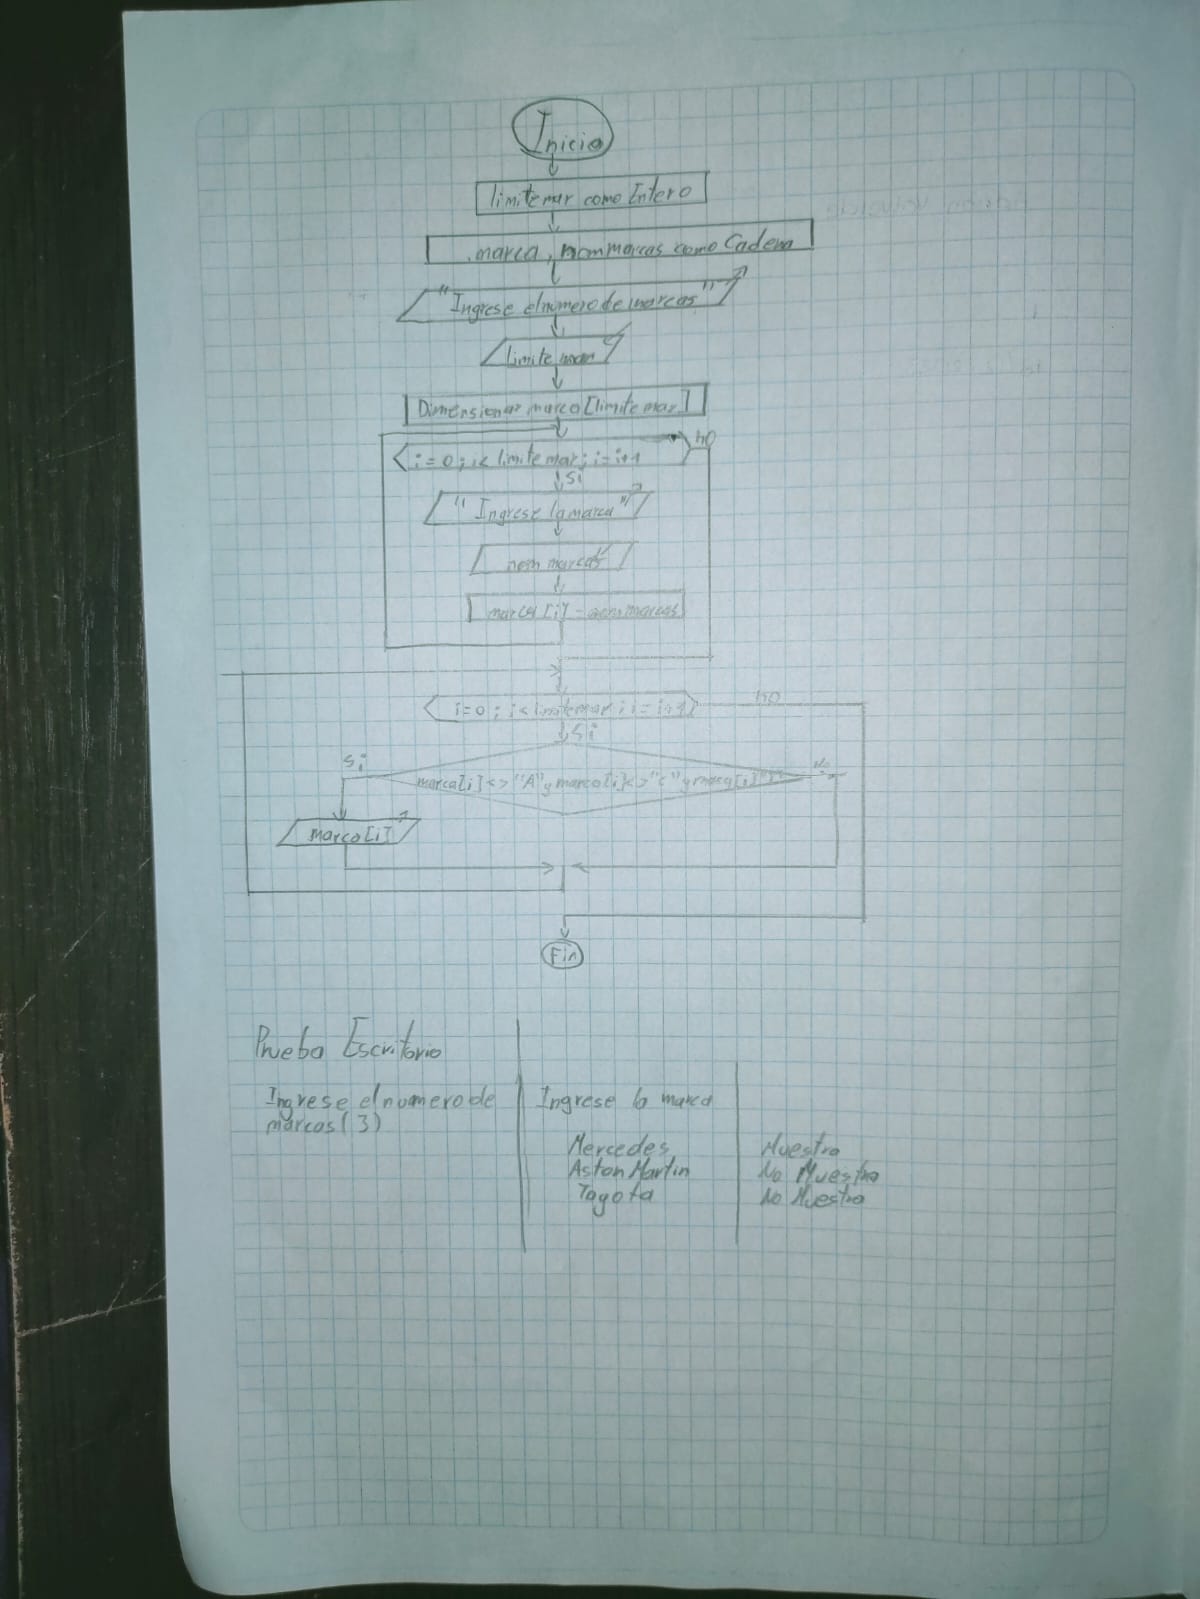 Inicio
limitemar como Entero
marca, nommarcas como Cadena
"Ingrese el numero de marcas"
limitemar
Dimensionar marca[limitemar]
i=0; i< limitemar; i=i+1
no
si
"Ingrese la marca"
nommarcas
marca[i] = nommarcas
i=0; i<limitemar; i=i+1
no
si
si
marca[i]<>"A" y marca[i]<>"C" y marca[i]
No
marca[i]
Fin
Prueba Escritorio
Ingrese el numero de
marcas(3)
Ingrese la marca
Mercedes
Muestra
Aston Martin
No Muestra
Toyota
No Muestra